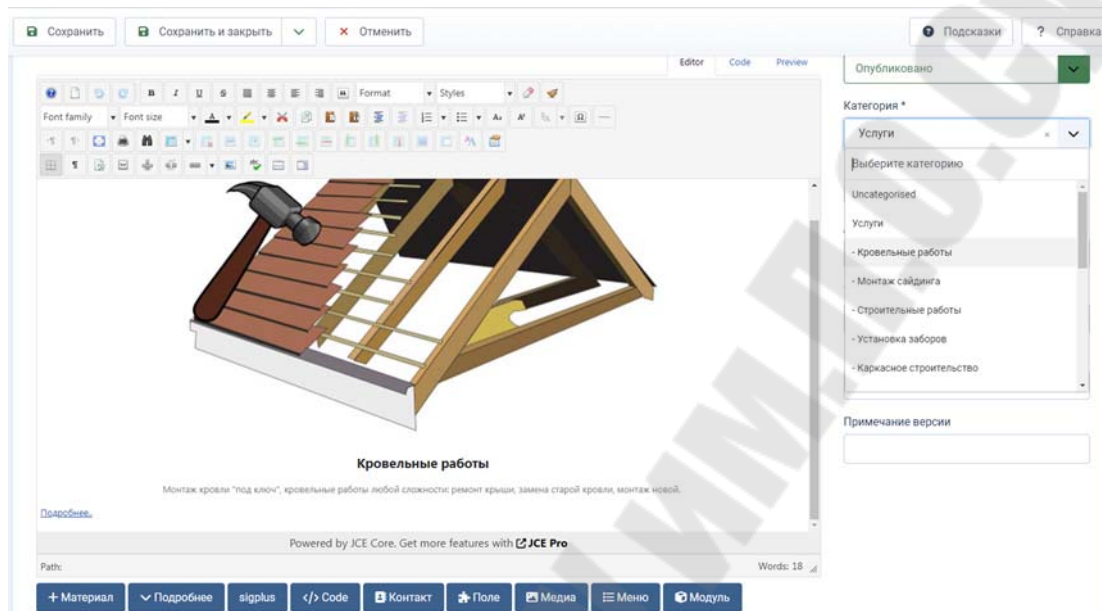 Сохранить
Сохранить и закрыть
Отменить
Подсказки
? Справка
Editor Code Preview
Опубликовано
Format
Styles
Категория *
Font family
Font size
Услуги
Выберите категорию
Uncategorised
Услуги
- Кровельные работы
- Монтаж сайдинга
- Строительные работы
- Установка заборов
- Каркасное строительство
Примечание версии
Кровельные работы
Монтаж кровли "под ключ", кровельные работы любой сложности: ремонт крыши, замена старой кровли, монтаж новой.
Подробнее..
Powered by JCE Core. Get more features with JCE Pro
Path:
Words: 18
+ Материал
Подробнее
sigplus
</> Code
Контакт
Поле
Медиа
Меню
Модуль